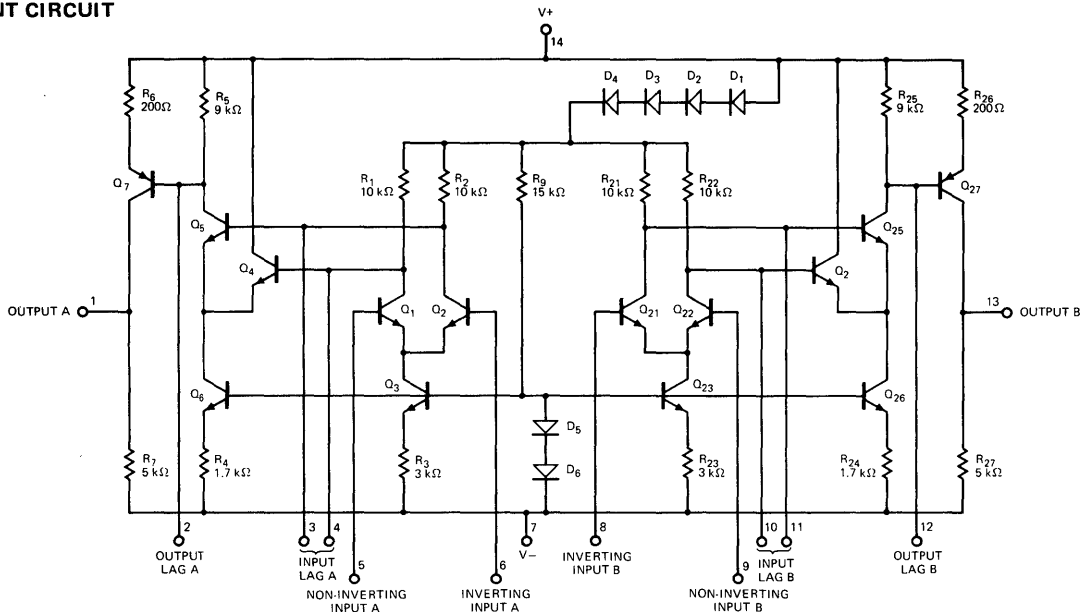 NT CIRCUIT
V+
14
D4 D3 D2 D1
R6
200Ω
R5
9 kΩ
R25
9 kΩ
R26
200Ω
R1
10 kΩ
R2
10 kΩ
R9
15 kΩ
R21
10 kΩ
R22
10 kΩ
Q7
Q27
Q5
Q25
Q4
Q2
OUTPUT A
1
Q1
Q2
Q21
Q22
13
OUTPUT B
Q6
Q3
Q23
Q26
D5
D6
R7
5 kΩ
R4
1.7 kΩ
R3
3 kΩ
R23
3 kΩ
R24
1.7 kΩ
R27
5 kΩ
2
OUTPUT
LAG A
3
4
INPUT
LAG A
5
NON-INVERTING
INPUT A
6
INVERTING
INPUT A
7
V−
8
INVERTING
INPUT B
9
NON-INVERTING
INPUT B
10
11
INPUT
LAG B
12
OUTPUT
LAG B